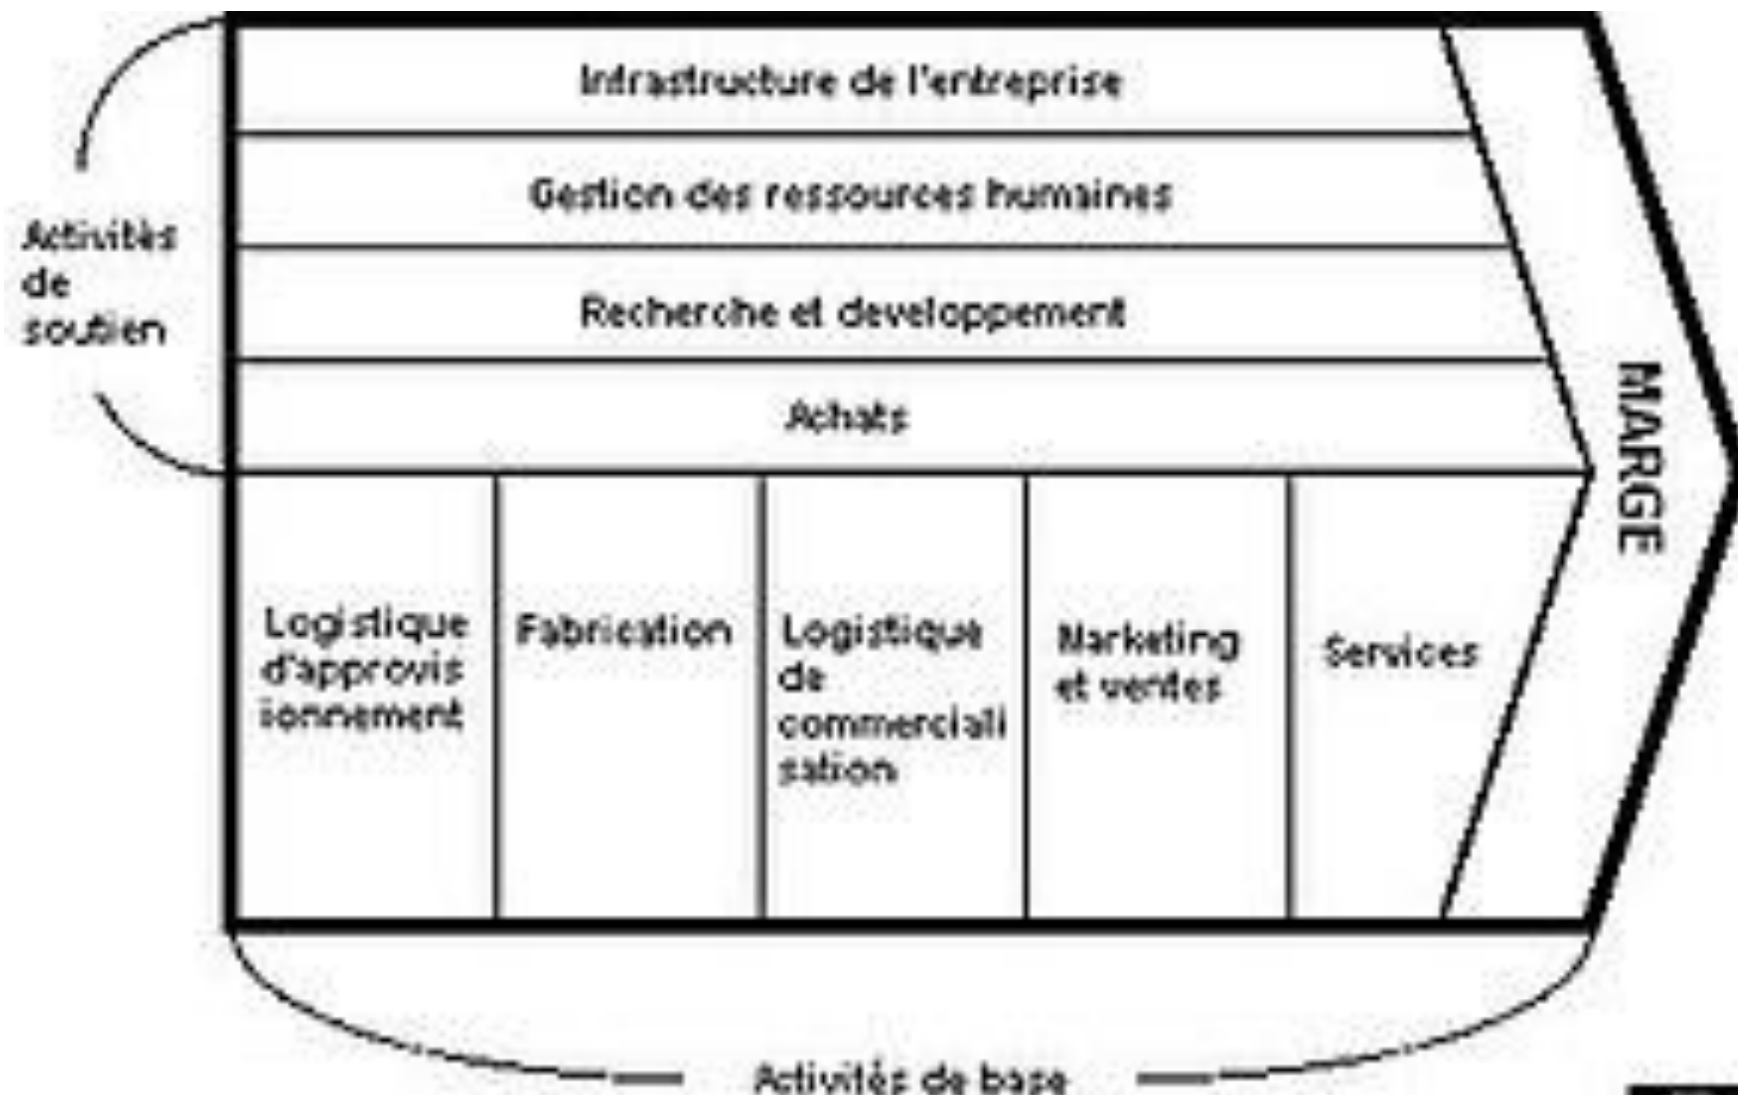 Infrastructure de l'entreprise
Gestion des ressources humaines
Activités
de
soutien
Recherche et developpement
Achats
MARGE
Logistique
d'approvis
ionnement
Fabrication
Logistique
de
commerciali
sation
Marketing
et ventes
Services
Activités de base